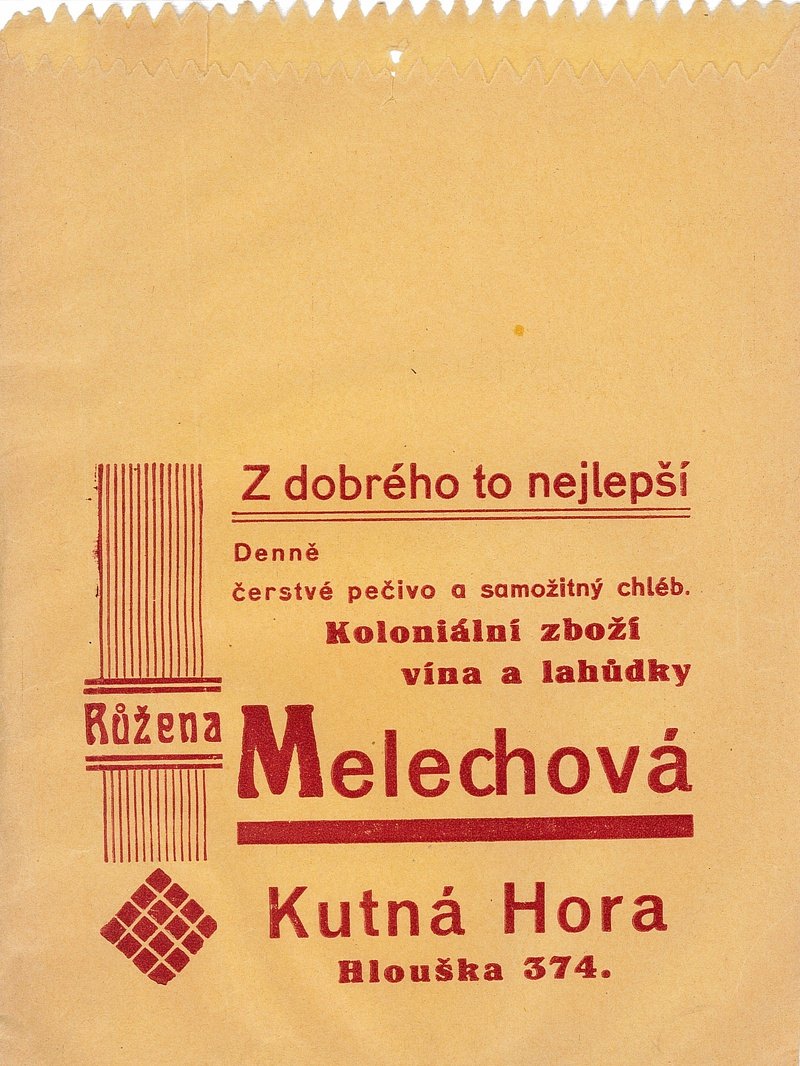 Z dobrého to nejlepší
Denně
čerstvé pečivo a samožitný chléb.
Koloniální zboží
vína a lahůdky
Růžena Melechová
Kutná Hora
Hlouška 374.